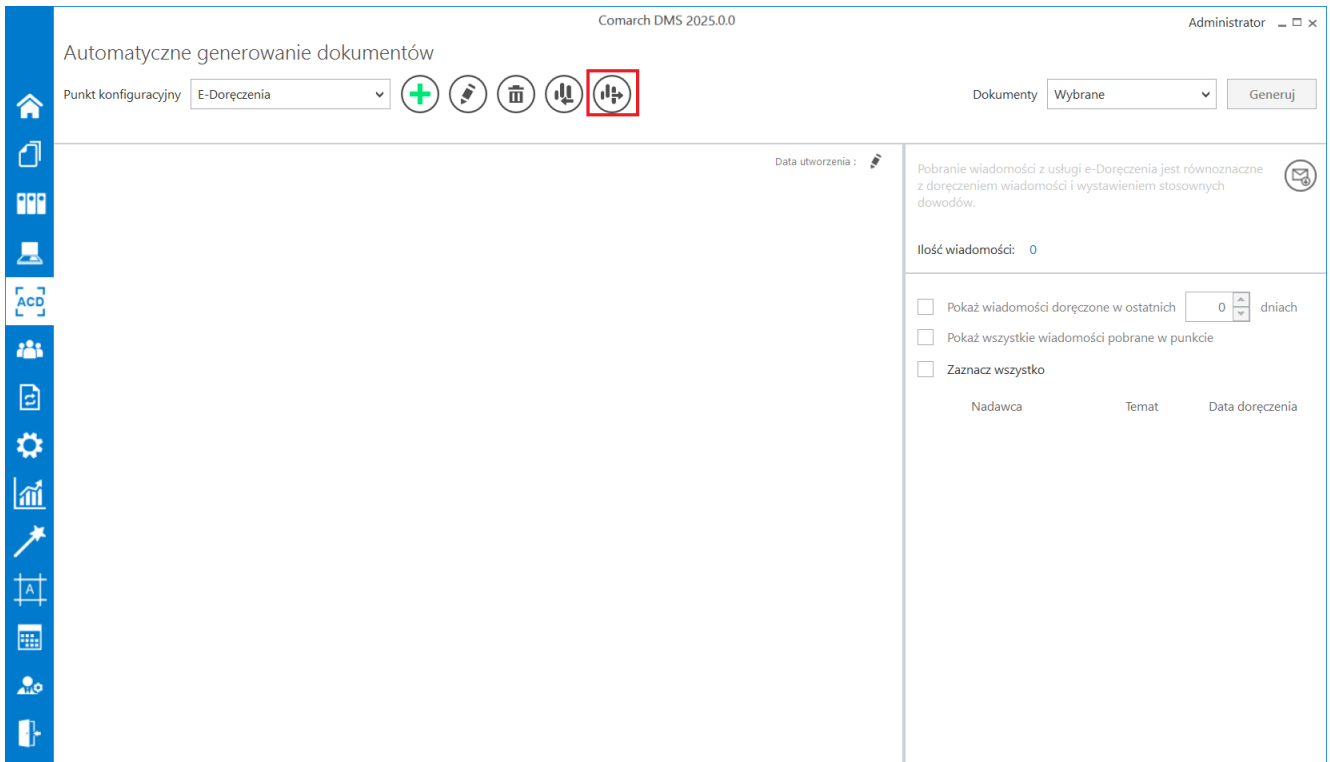 Comarch DMS 2025.0.0
Administrator
Automatyczne generowanie dokumentów
Punkt konfiguracyjny E-Doręczenia Dokumenty Wybrane Generuj
Data utworzenia :
Pobranie wiadomości z usługi e-Doręczenia jest równoznaczne
z doręczeniem wiadomości i wystawieniem stosownych
dowodów.
Ilość wiadomości: 0
ACD
Pokaż wiadomości doręczone w ostatnich 0 dniach
Pokaż wszystkie wiadomości pobrane w punkcie
Zaznacz wszystko
Nadawca Temat Data doręczenia
A